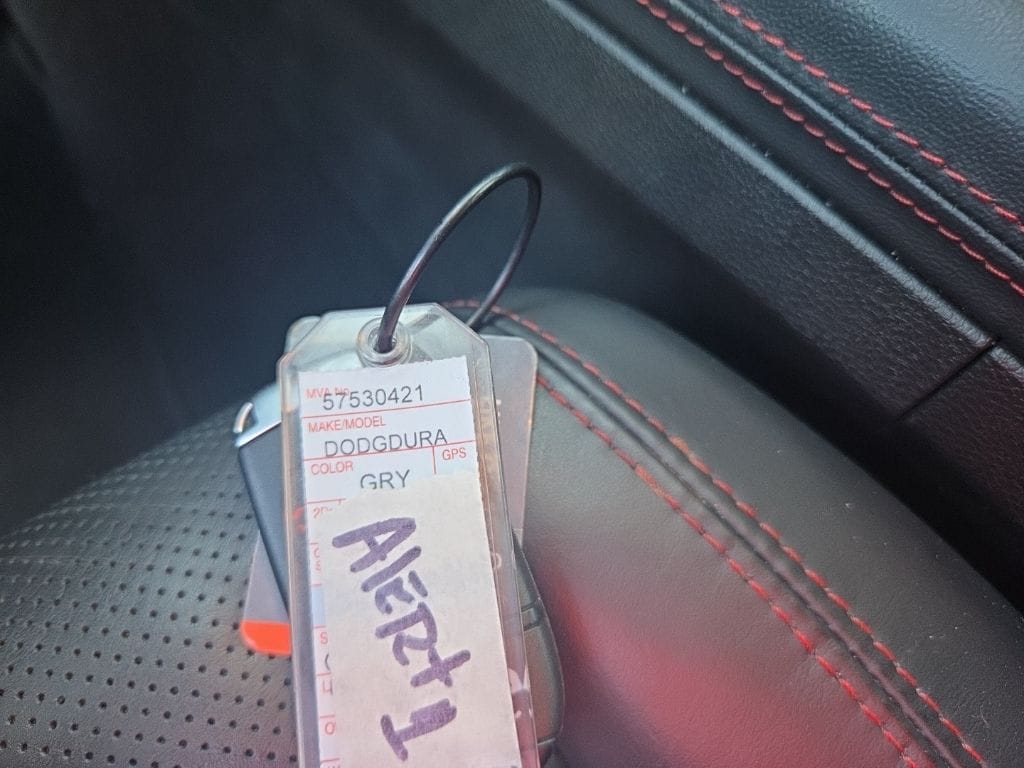 MVA No.
57530421
MAKE/MODEL
DODGDURA
COLOR
GPS
GRY
AlERt 1